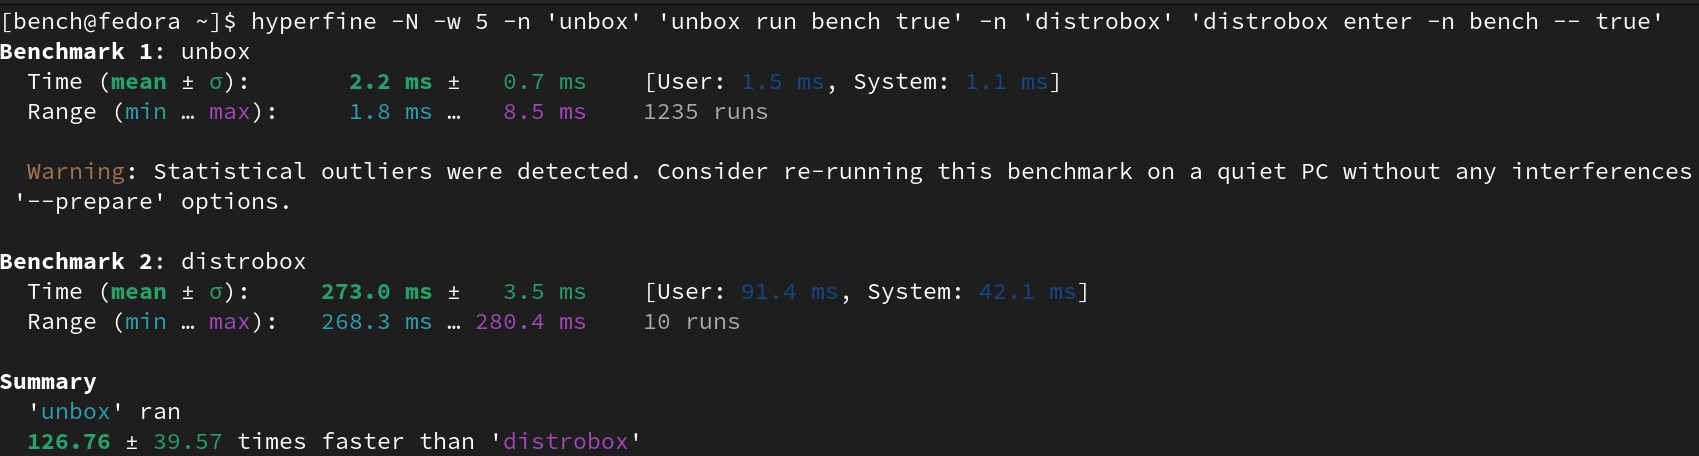 [bench@fedora ~]$ hyperfine -N -w 5 -n 'unbox' 'unbox run bench true' -n 'distrobox' 'distrobox enter -n bench -- true'
Benchmark 1: unbox
  Time (mean ± σ):       2.2 ms ±   0.7 ms    [User: 1.5 ms, System: 1.1 ms]
  Range (min … max):     1.8 ms …   8.5 ms    1235 runs

  Warning: Statistical outliers were detected. Consider re-running this benchmark on a quiet PC without any interferences
 '--prepare' options.

Benchmark 2: distrobox
  Time (mean ± σ):     273.0 ms ±   3.5 ms    [User: 91.4 ms, System: 42.1 ms]
  Range (min … max):   268.3 ms … 280.4 ms    10 runs

Summary
  'unbox' ran
  126.76 ± 39.57 times faster than 'distrobox'